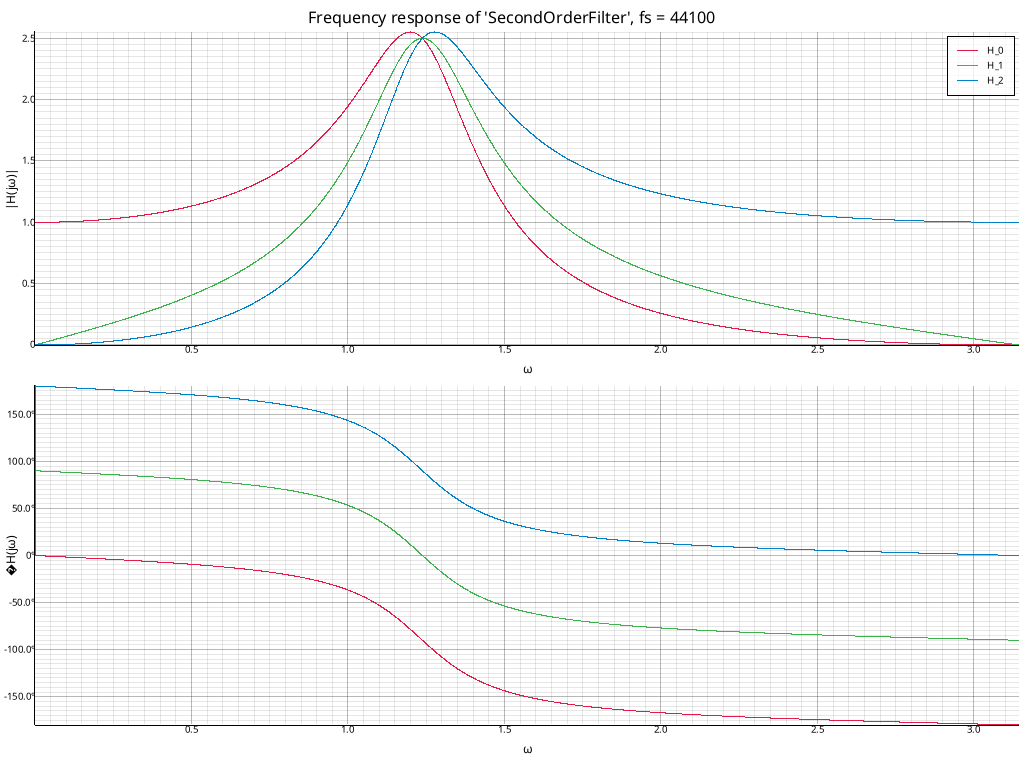 Frequency response of 'SecondOrderFilter', fs = 44100
H_0
H_1
H_2
|H(jω)|
2.5
2.0
1.5
1.0
0.5
0
0.5 1.0 1.5 2.0 2.5 3.0
ω
�H(jω)
150.0°
100.0°
50.0°
0°
-50.0°
-100.0°
-150.0°
0.5 1.0 1.5 2.0 2.5 3.0
ω